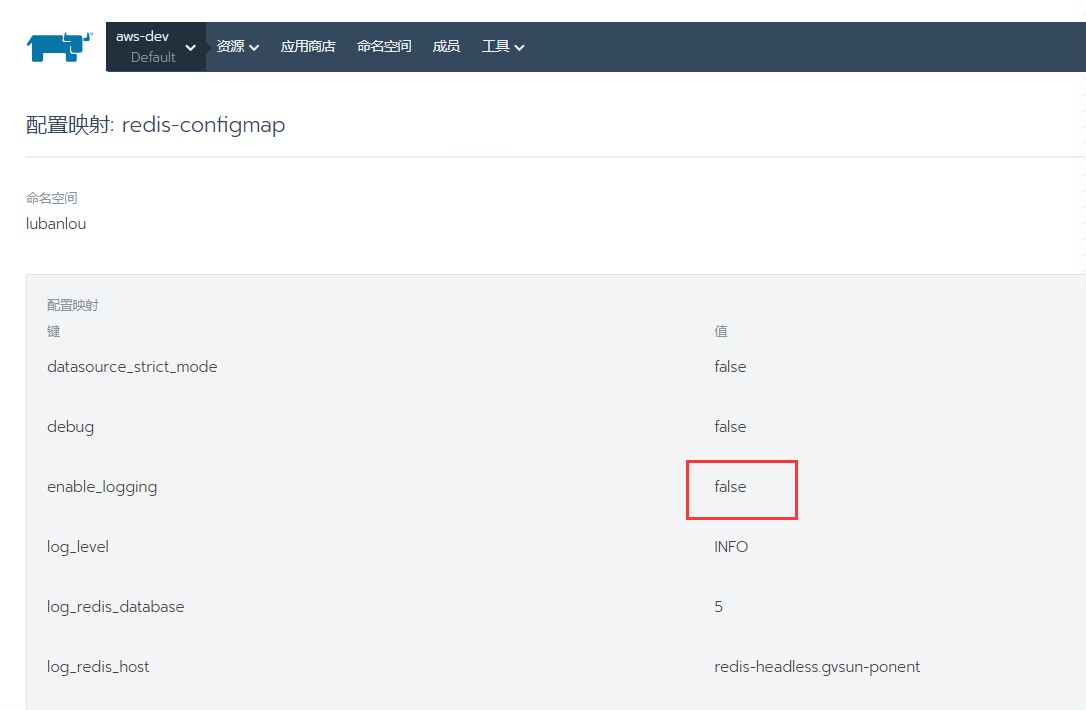 aws-dev
Default
资源 应用商店 命名空间 成员 工具
配置映射: redis-configmap
命名空间
lubanlou
配置映射
键 值
datasource_strict_mode false
debug false
enable_logging false
log_level INFO
log_redis_database 5
log_redis_host redis-headless.gvsun-ponent